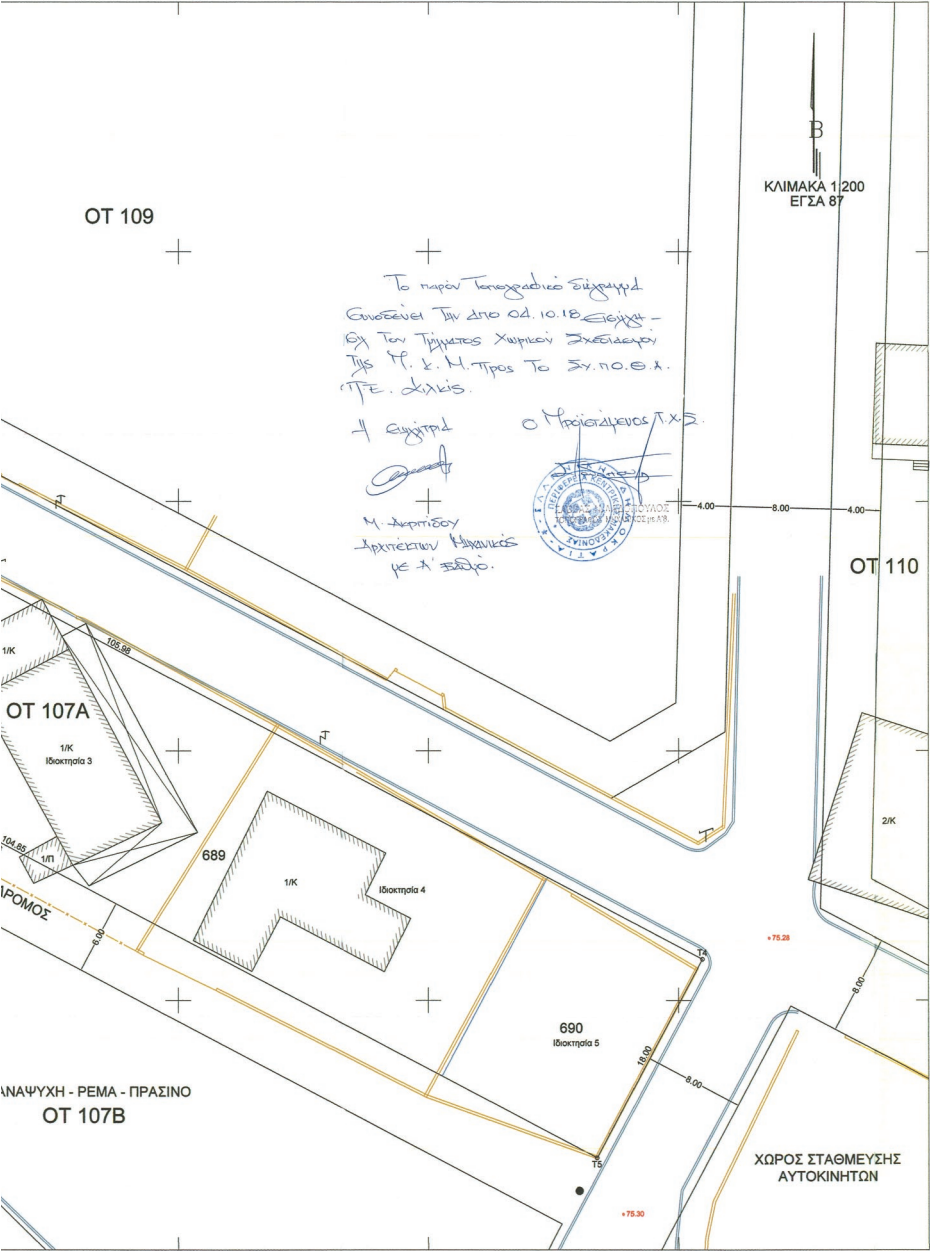 Β
ΚΛΙΜΑΚΑ 1:200
ΕΓΣΑ 87
ΟΤ 109
Το παρόν Τοπογραφικό διάγραμμα
συνοδεύει την από 04.10.18 εισήγη-
ση του Τμήματος Χωρικού Σχεδιασμού
της Π.Κ.Μ. προς το ΣΥ.ΠΟ.Θ.Α.
Π.Ε. Κιλκίς.
Η εισηγήτρια
Ο Προϊστάμενος Τ.Χ.Σ.
Μ. Ακριτίδου
Αρχιτέκτων Μηχανικός
με Α' βαθμό.
4.00
8.00
4.00
ΟΤ 110
105.98
1/Κ
ΟΤ 107Α
1/Κ
Ιδιοκτησία 3
104.85
1/Π
689
1/Κ
Ιδιοκτησία 4
2/Κ
ΔΡΟΜΟΣ
6.00
75.28
Τ4
8.00
690
Ιδιοκτησία 5
18.00
8.00
ΑΝΑΨΥΧΗ - ΡΕΜΑ - ΠΡΑΣΙΝΟ
ΟΤ 107Β
Τ5
ΧΩΡΟΣ ΣΤΑΘΜΕΥΣΗΣ
ΑΥΤΟΚΙΝΗΤΩΝ
75.30